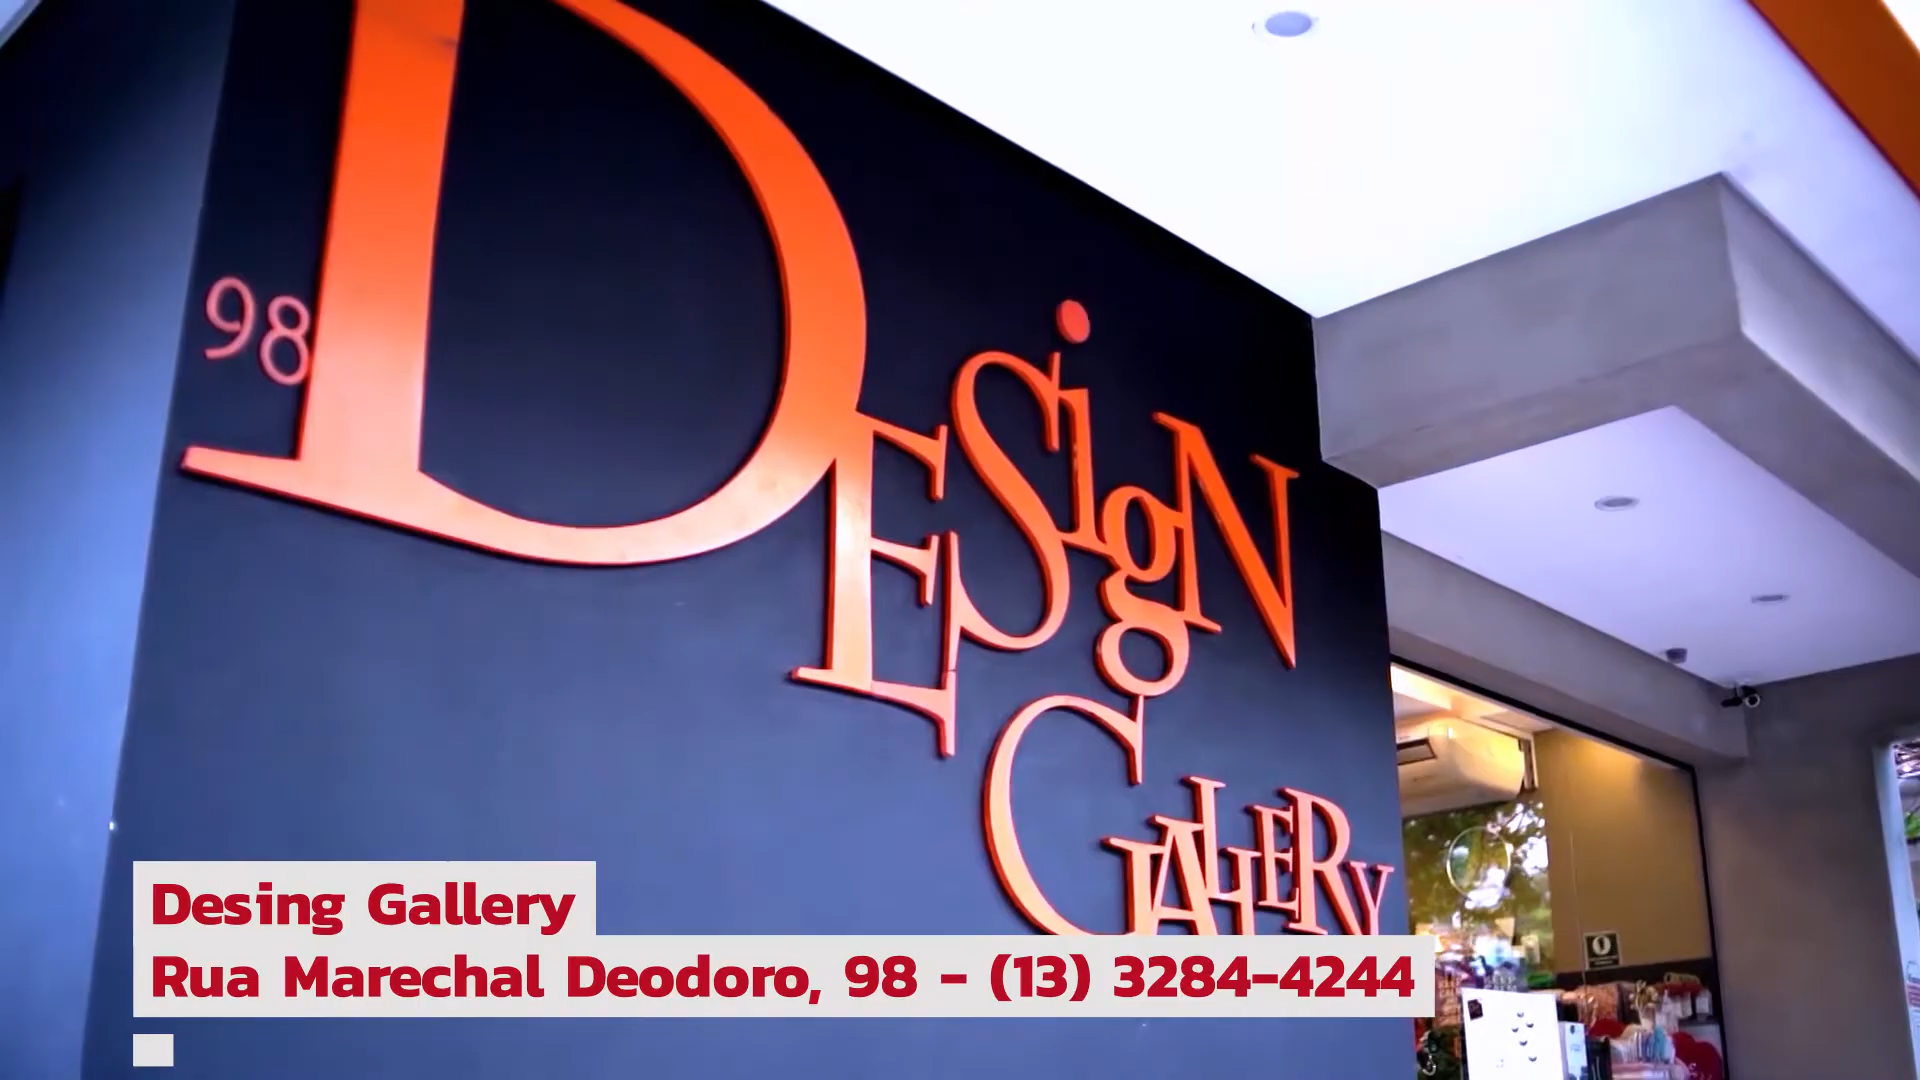 98
DEsigN
GALLERY
Desing Gallery
Rua Marechal Deodoro, 98 - (13) 3284-4244